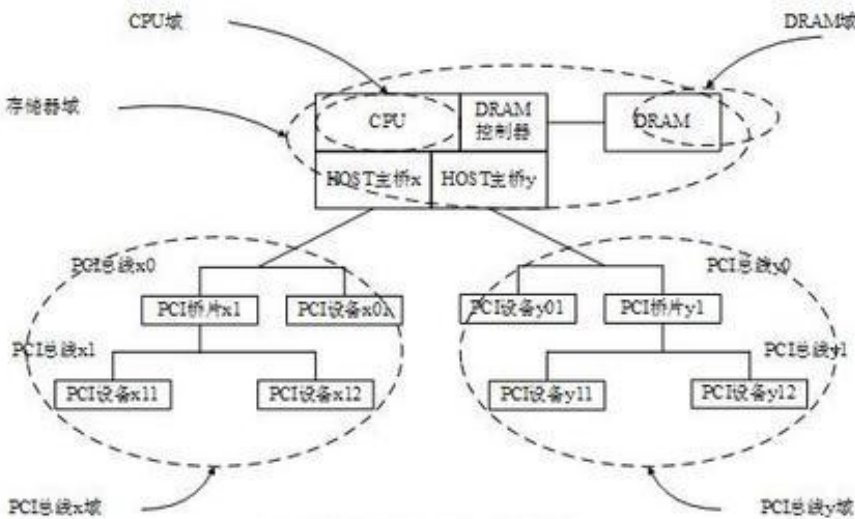 CPU域
DRAM域
存储器域
CPU
DRAM
控制器
DRAM
HOST主桥x
HOST主桥y
PCI总线x0
PCI总线y0
PCI桥片x1
PCI设备x01
PCI设备y01
PCI桥片y1
PCI总线x1
PCI总线y1
PCI设备x11
PCI设备x12
PCI设备y11
PCI设备y12
PCI总线x域
PCI总线y域